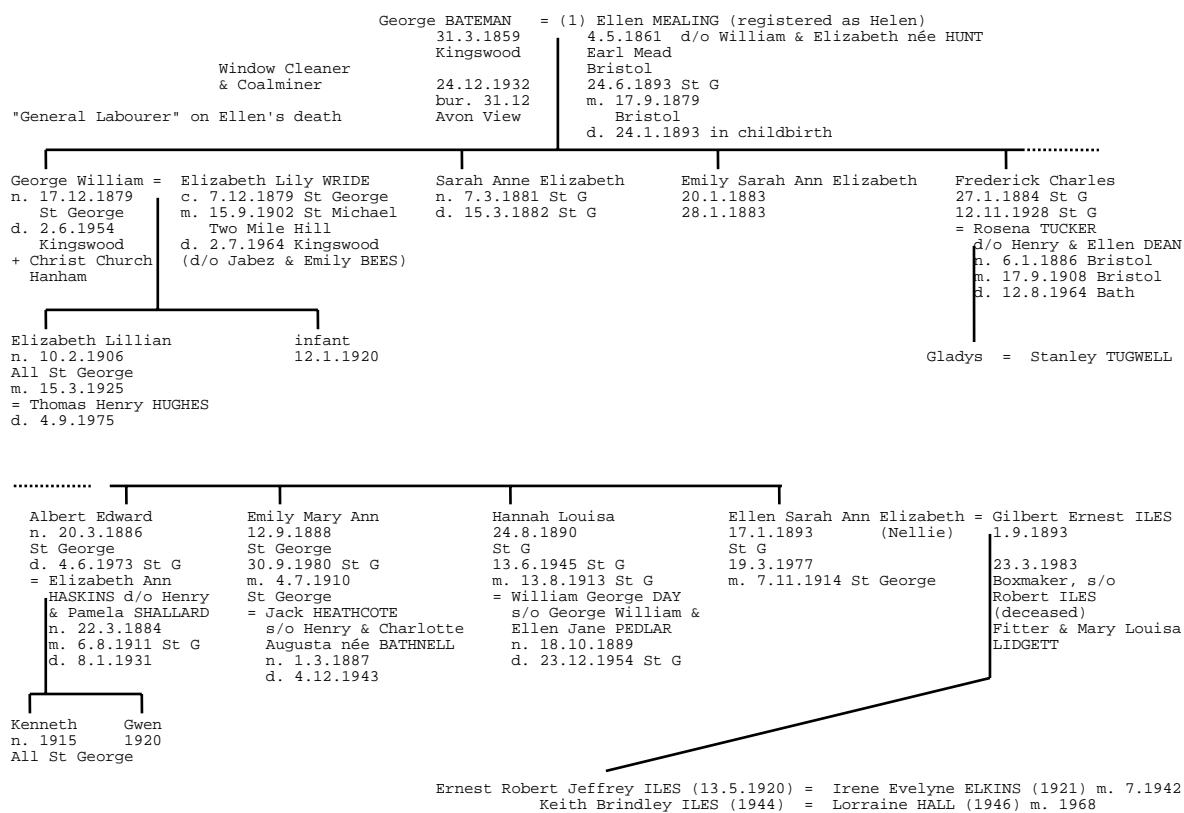 George BATEMAN = (1) Ellen MEALING (registered as Helen)
31.3.1859
Kingswood
24.12.1932
bur. 31.12
Avon View
4.5.1861 d/o William & Elizabeth née HUNT
Earl Mead
Bristol
24.6.1893 St G
m. 17.9.1879
Bristol
d. 24.1.1893 in childbirth
Window Cleaner
& Coalminer
"General Labourer" on Ellen's death
George William =
n. 17.12.1879
St George
d. 2.6.1954
Kingswood
+ Christ Church
Hanham
Elizabeth Lily WRIDE
c. 7.12.1879 St George
m. 15.9.1902 St Michael
Two Mile Hill
d. 2.7.1964 Kingswood
(d/o Jabez & Emily BEES)
Sarah Anne Elizabeth
n. 7.3.1881 St G
d. 15.3.1882 St G
Emily Sarah Ann Elizabeth
20.1.1883
28.1.1883
Frederick Charles
27.1.1884 St G
12.11.1928 St G
= Rosena TUCKER
d/o Henry & Ellen DEAN
n. 6.1.1886 Bristol
m. 17.9.1908 Bristol
d. 12.8.1964 Bath
Elizabeth Lillian
n. 10.2.1906
All St George
m. 15.3.1925
= Thomas Henry HUGHES
d. 4.9.1975
infant
12.1.1920
Gladys = Stanley TUGWELL
Albert Edward
n. 20.3.1886
St George
d. 4.6.1973 St G
= Elizabeth Ann
HASKINS d/o Henry
& Pamela SHALLARD
n. 22.3.1884
m. 6.8.1911 St G
d. 8.1.1931
Emily Mary Ann
12.9.1888
St George
30.9.1980 St G
m. 4.7.1910
St George
= Jack HEATHCOTE
s/o Henry & Charlotte
Augusta née BATHNELL
n. 1.3.1887
d. 4.12.1943
Hannah Louisa
24.8.1890
St G
13.6.1945 St G
m. 13.8.1913 St G
= William George DAY
s/o George William &
Ellen Jane PEDLAR
n. 18.10.1889
d. 23.12.1954 St G
Ellen Sarah Ann Elizabeth = Gilbert Ernest ILES
17.1.1893 (Nellie)
St G
19.3.1977
m. 7.11.1914 St George
1.9.1893
23.3.1983
Boxmaker, s/o
Robert ILES
(deceased)
Fitter & Mary Louisa
LIDGETT
Kenneth
n. 1915
All St George
Gwen
1920
Ernest Robert Jeffrey ILES (13.5.1920) = Irene Evelyne ELKINS (1921) m. 7.1942
Keith Brindley ILES (1944) = Lorraine HALL (1946) m. 1968